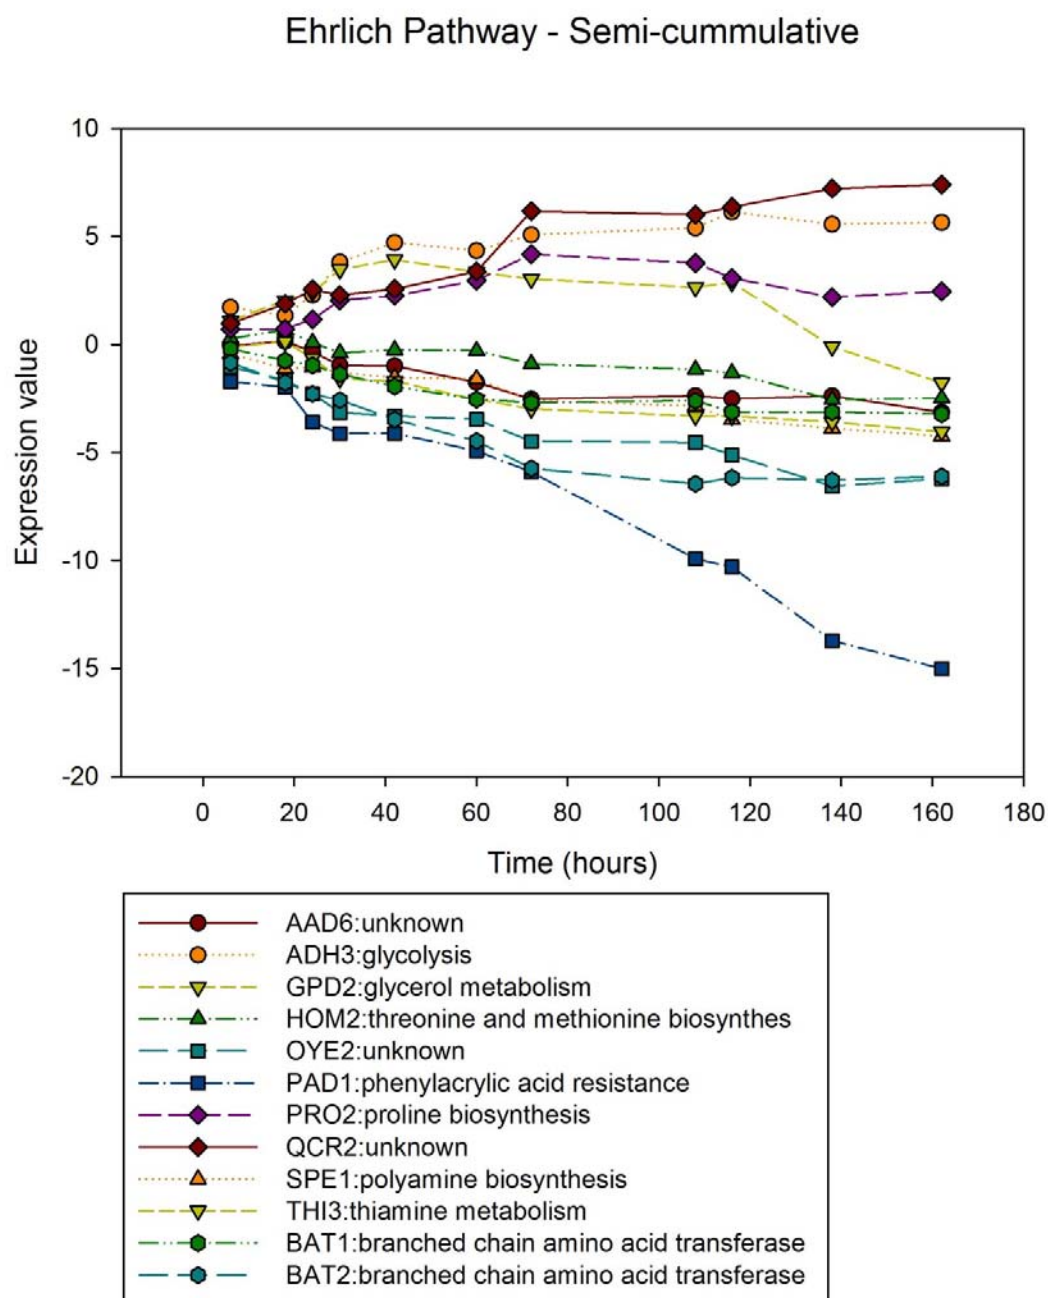 Ehrlich Pathway - Semi-cummulative
10
5
0
-5
-10
-15
-20
Expression value
0 20 40 60 80 100 120 140 160 180
Time (hours)
AAD6:unknown
ADH3:glycolysis
GPD2:glycerol metabolism
HOM2:threonine and methionine biosynthes
OYE2:unknown
PAD1:phenylacrylic acid resistance
PRO2:proline biosynthesis
QCR2:unknown
SPE1:polyamine biosynthesis
THI3:thiamine metabolism
BAT1:branched chain amino acid transferase
BAT2:branched chain amino acid transferase